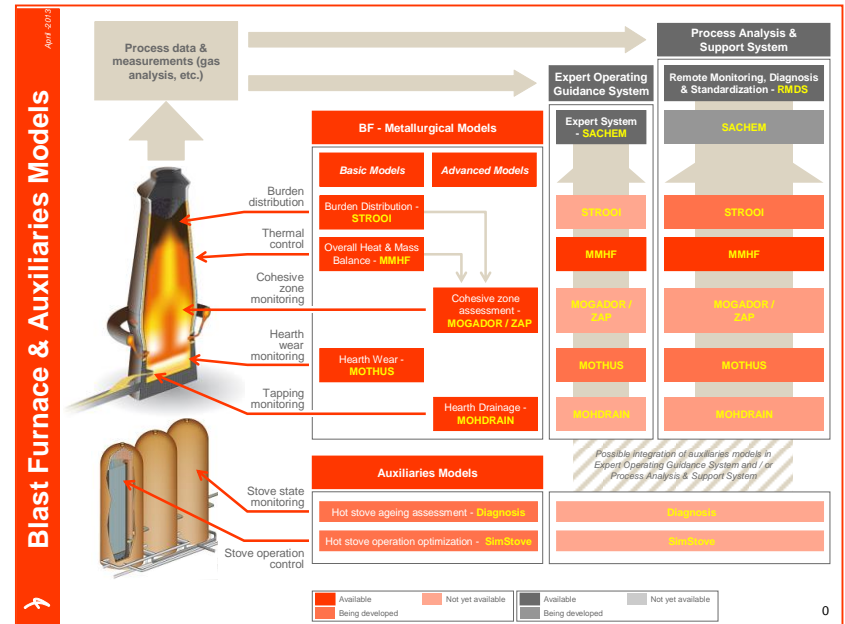 April -2013
Blast Furnace & Auxiliaries Models
Process data &
measurements (gas
analysis, etc.)
Process Analysis &
Support System
Expert Operating
Guidance System
Remote Monitoring, Diagnosis
& Standardization - RMDS
BF - Metallurgical Models
Expert System
- SACHEM
SACHEM
Basic Models
Advanced Models
Burden
distribution
Burden Distribution -
STROOI
STROOI
STROOI
Thermal
control
Overall Heat & Mass
Balance - MMHF
MMHF
MMHF
Cohesive
zone
monitoring
Cohesive zone
assessment -
MOGADOR / ZAP
MOGADOR /
ZAP
MOGADOR /
ZAP
Hearth
wear
monitoring
Hearth Wear -
MOTHUS
MOTHUS
MOTHUS
Tapping
monitoring
Hearth Drainage -
MOHDRAIN
MOHDRAIN
MOHDRAIN
Possible integration of auxiliaries models in
Expert Operating Guidance System and / or
Process Analysis & Support System
Auxiliaries Models
Stove state
monitoring
Hot stove ageing assessment - Diagnosis
Diagnosis
Hot stove operation optimization - SimStove
SimStove
Stove operation
control
Available
Not yet available
Being developed
Available
Not yet available
Being developed
0